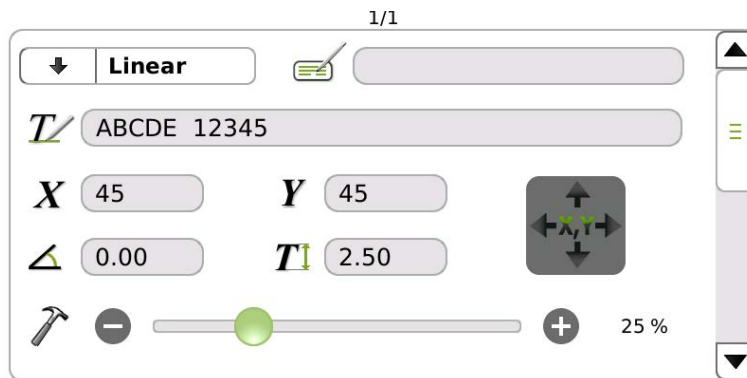 1/1
Linear
T ABCDE 12345
X 45 Y 45
X,Y
0.00 T 2.50
25 %